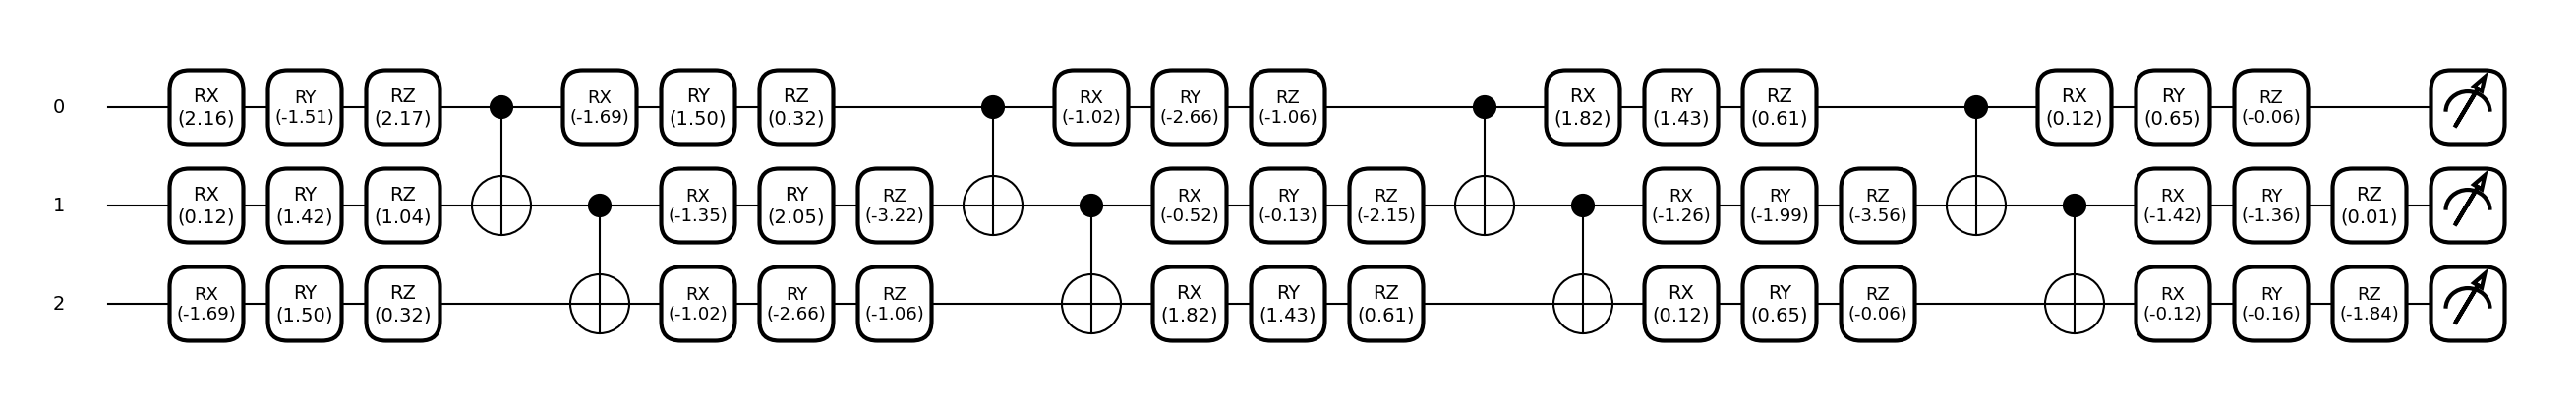 0 RX (2.16) RY (-1.51) RZ (2.17) RX (-1.69) RY (1.50) RZ (0.32) RX (-1.02) RY (-2.66) RZ (-1.06) RX (1.82) RY (1.43) RZ (0.61) RX (0.12) RY (0.65) RZ (-0.06)
1 RX (0.12) RY (1.42) RZ (1.04) RX (-1.35) RY (2.05) RZ (-3.22) RX (-0.52) RY (-0.13) RZ (-2.15) RX (-1.26) RY (-1.99) RZ (-3.56) RX (-1.42) RY (-1.36) RZ (0.01)
2 RX (-1.69) RY (1.50) RZ (0.32) RX (-1.02) RY (-2.66) RZ (-1.06) RX (1.82) RY (1.43) RZ (0.61) RX (0.12) RY (0.65) RZ (-0.06) RX (-0.12) RY (-0.16) RZ (-1.84)